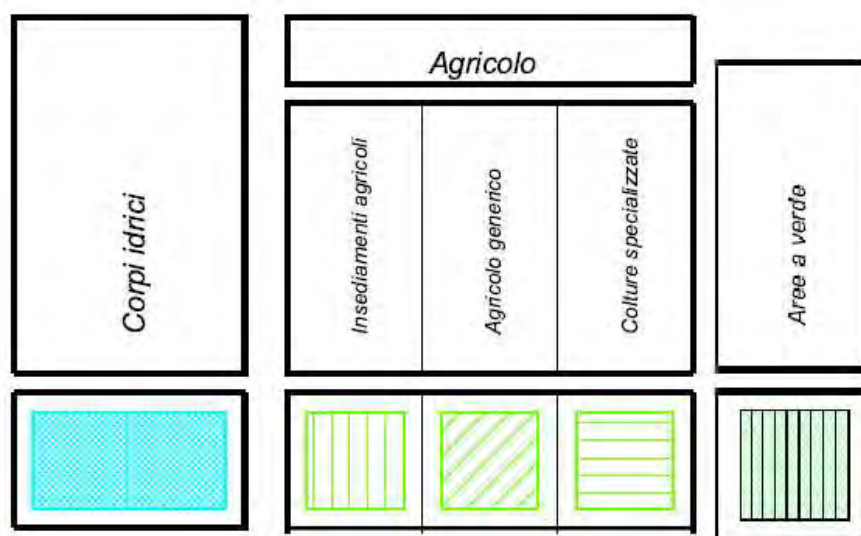 Corpi idrici
Agricolo
Insediamenti agricoli
Agricolo generico
Colture specializzate
Aree a verde